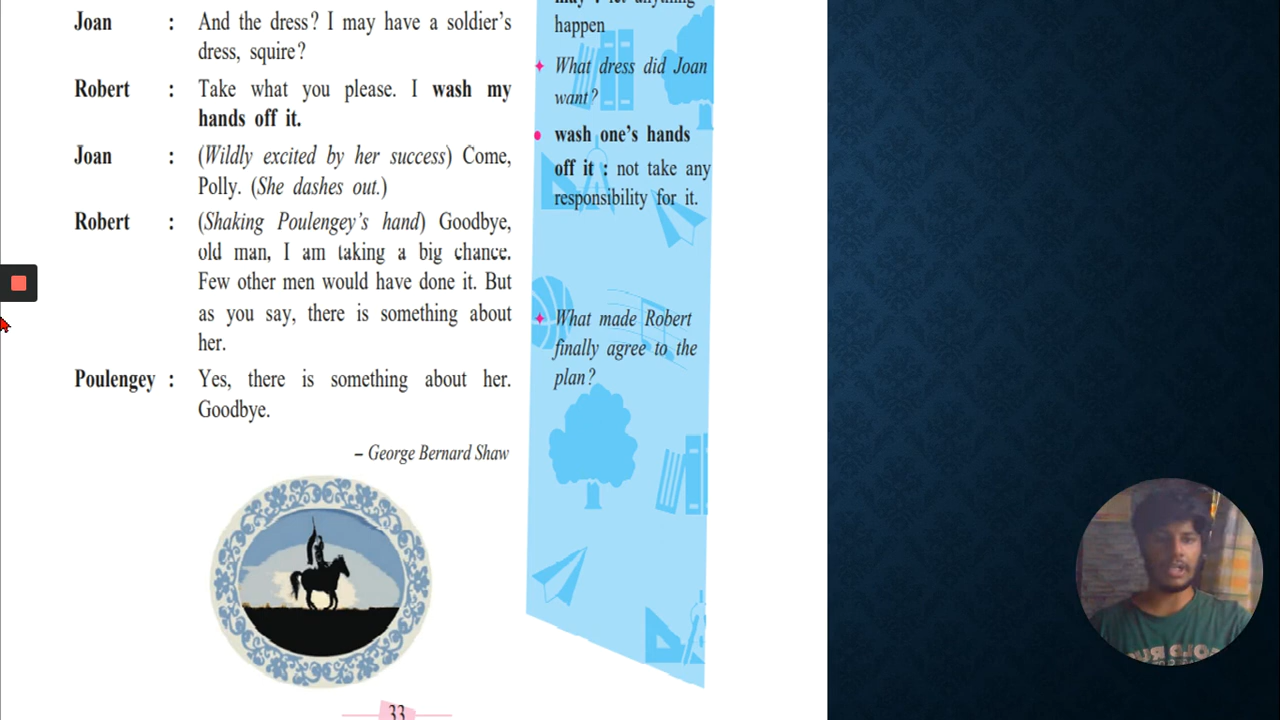 Joan : And the dress? I may have a soldier's
dress, squire?
Robert : Take what you please. I wash my
hands off it.
Joan : (Wildly excited by her success) Come,
Polly. (She dashes out.)
Robert : (Shaking Poulengey's hand) Goodbye,
old man, I am taking a big chance.
Few other men would have done it. But
as you say, there is something about
her.
Poulengey : Yes, there is something about her.
Goodbye.
– George Bernard Shaw
33
may : let anything
happen
What dress did Joan
want?
wash one's hands
off it : not take any
responsibility for it.
What made Robert
finally agree to the
plan?